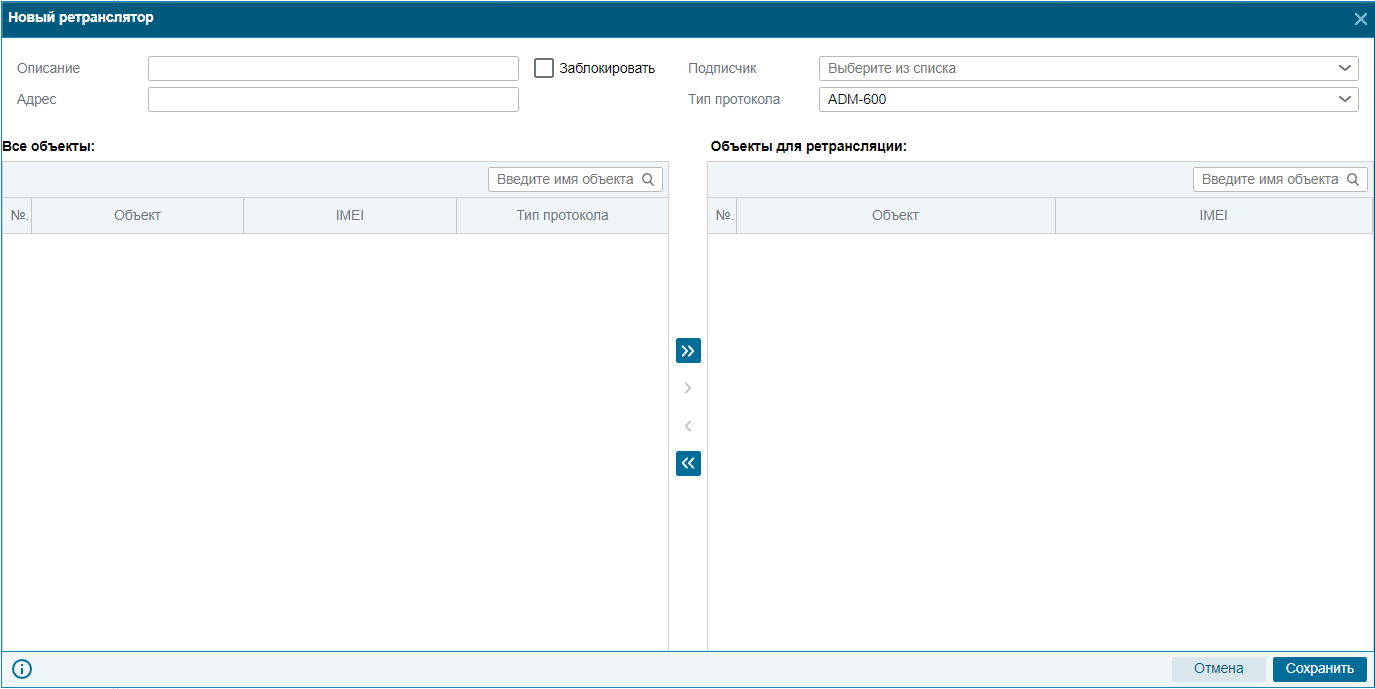 Новый ретранслятор
Описание Заблокировать Подписчик Выберите из списка
Адрес Тип протокола ADM-600
Все объекты: Объекты для ретрансляции:
Введите имя объекта Введите имя объекта
№. Объект IMEI Тип протокола №. Объект IMEI
Отмена Сохранить